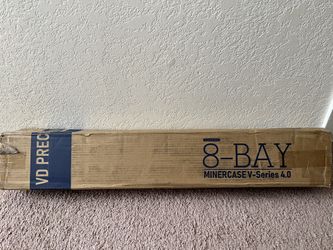 VD PREC
8-BAY
MINERCASE V-Series 4.0